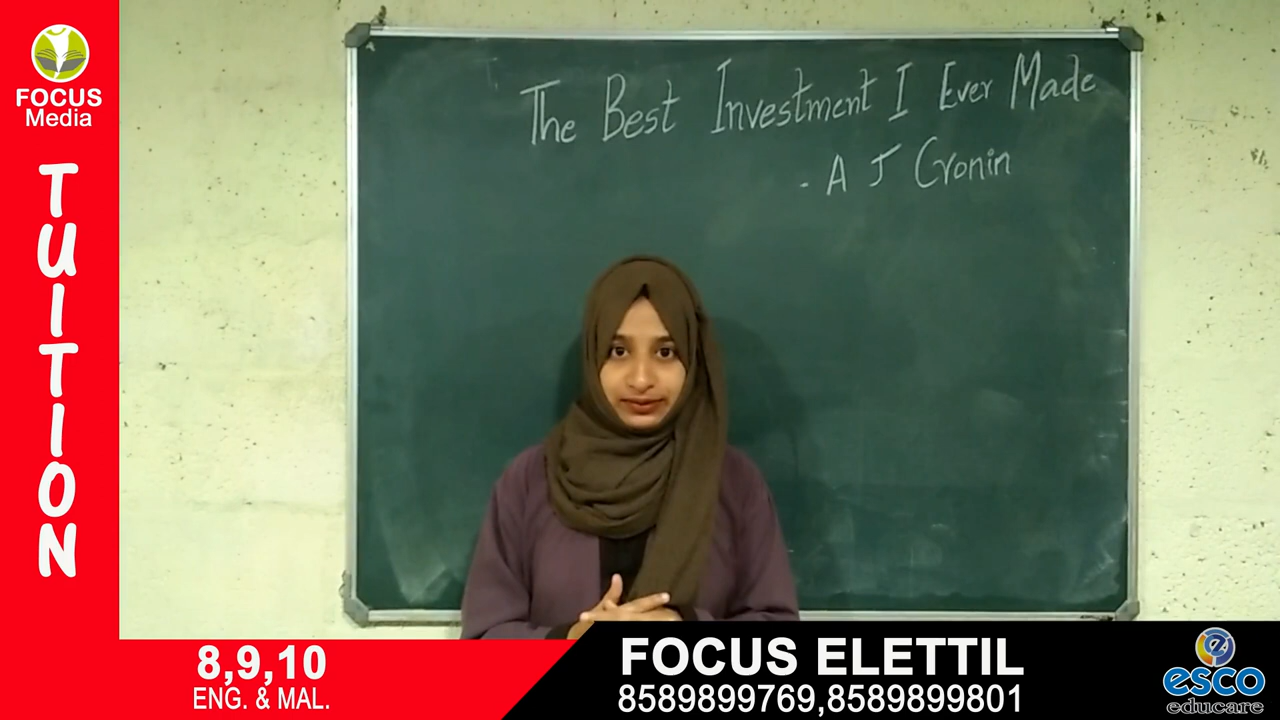 FOCUS
Media
TUITION
The Best Investment I Ever Made
- A J Cronin
8,9,10
ENG. & MAL.
FOCUS ELETTIL
8589899769,8589899801
esco
educare